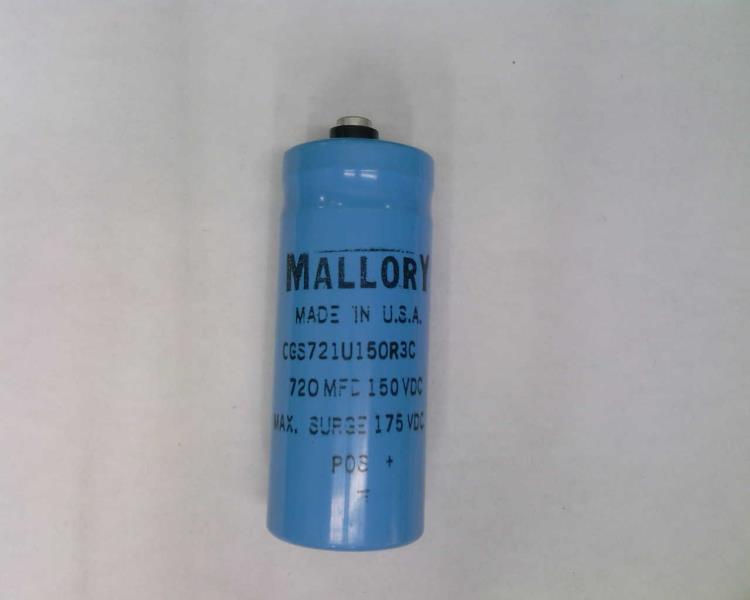 MALLORY
MADE IN U.S.A.
CGS721U150R3C
720 MFD 150 VDC
MAX. SURGE 175 VDC
POS +